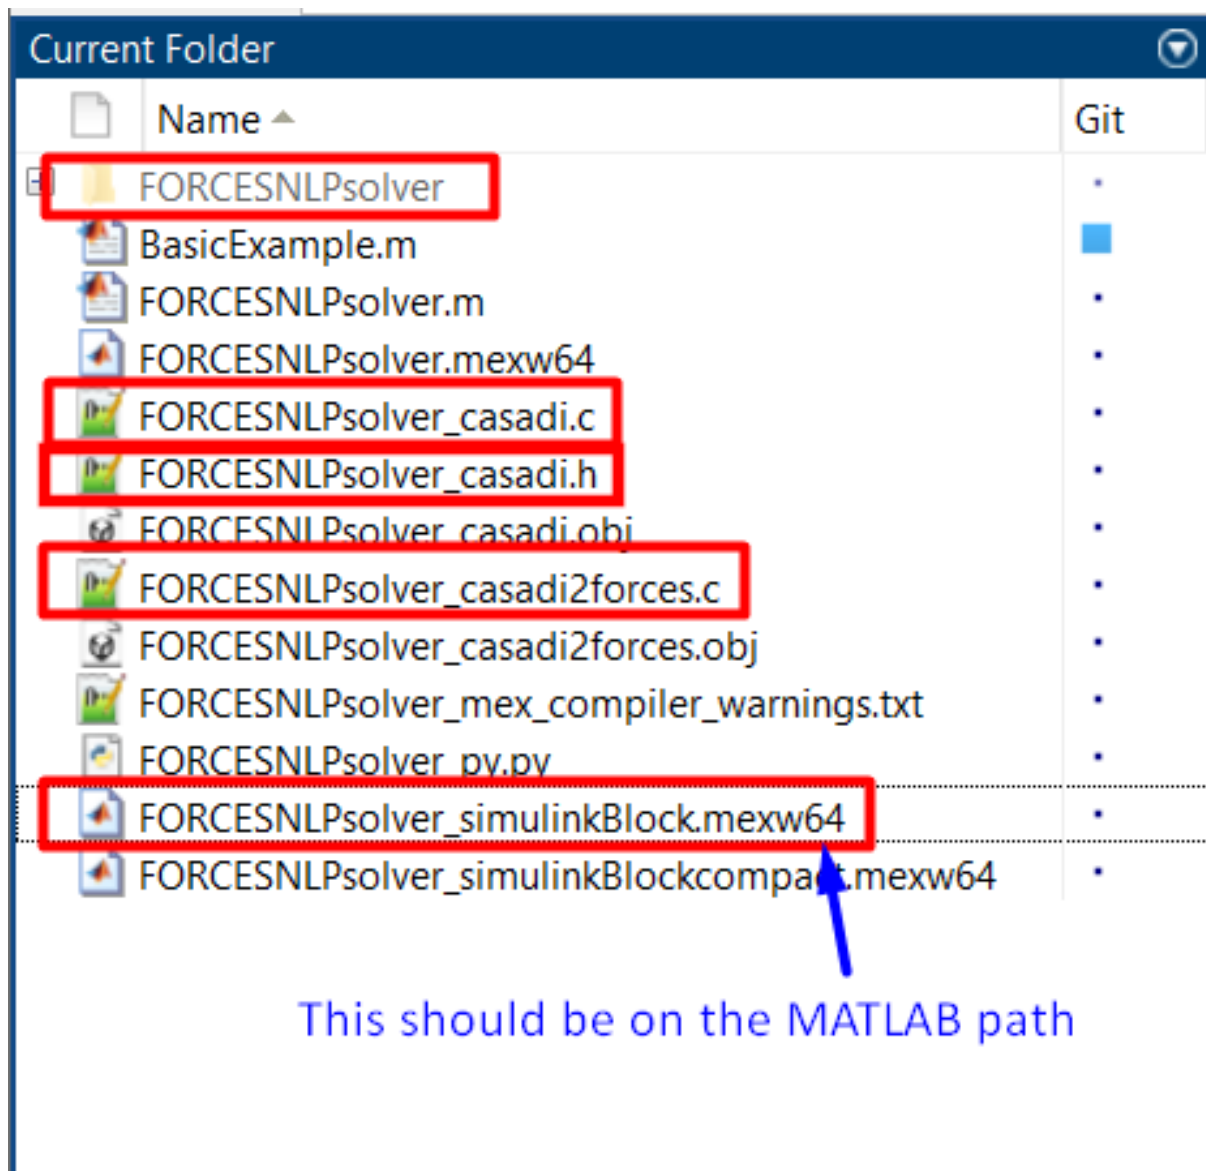 Current Folder
Name Git
FORCESNLPsolver
BasicExample.m
FORCESNLPsolver.m
FORCESNLPsolver.mexw64
FORCESNLPsolver_casadi.c
FORCESNLPsolver_casadi.h
FORCESNLPsolver_casadi.obj
FORCESNLPsolver_casadi2forces.c
FORCESNLPsolver_casadi2forces.obj
FORCESNLPsolver_mex_compiler_warnings.txt
FORCESNLPsolver_py.py
FORCESNLPsolver_simulinkBlock.mexw64
FORCESNLPsolver_simulinkBlockcompact.mexw64
This should be on the MATLAB path